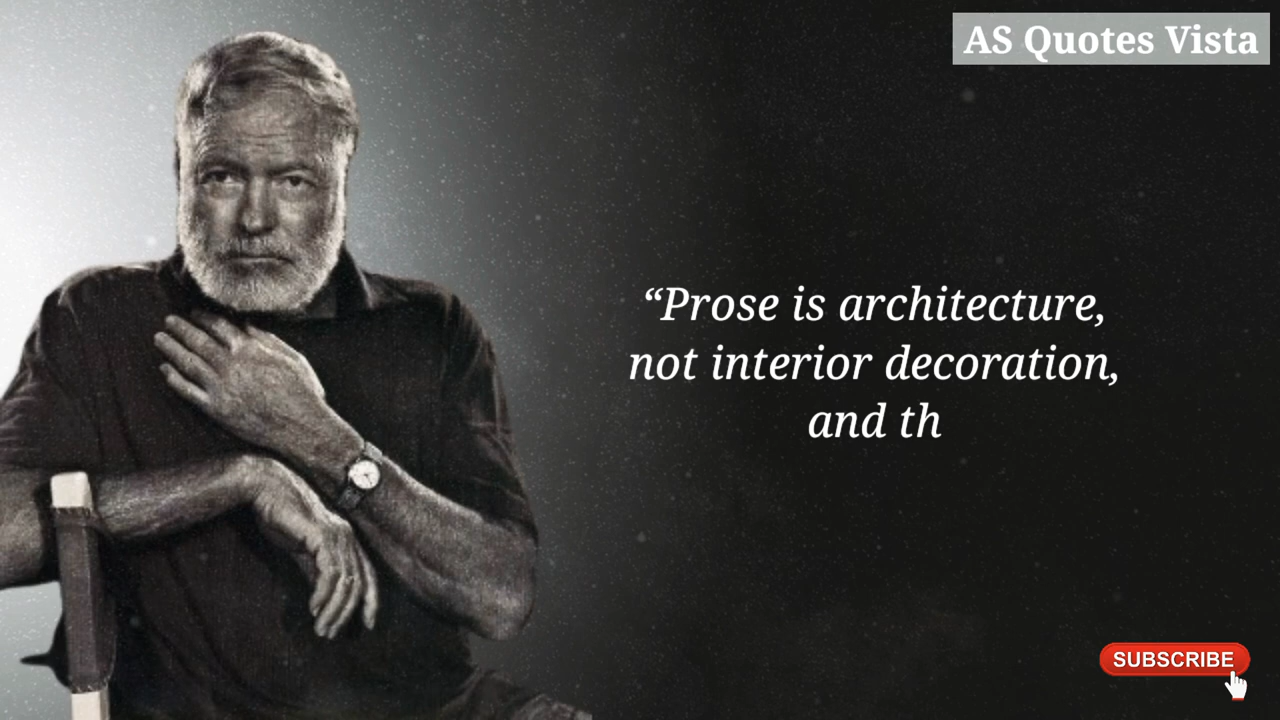 AS Quotes Vista
“Prose is architecture,
not interior decoration,
and th
SUBSCRIBE